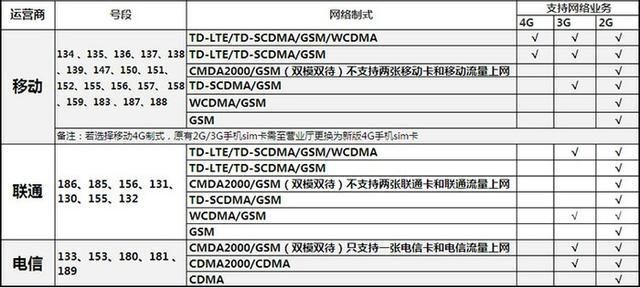 运营商 号段 网络制式 支持网络业务
4G 3G 2G
移动
134 、135、136、137、138
、139、147、150、151、
152、155、156、157、 158
、159、183 、187、188
TD-LTE/TD-SCDMA/GSM/WCDMA √ √ √
TD-LTE/TD-SCDMA/GSM √ √ √
CMDA2000/GSM（双模双待）不支持两张移动卡和移动流量上网 √
TD-SCDMA/GSM √ √
WCDMA/GSM √
GSM √
备注：若选择移动4G制式，原有2G/3G手机sim卡需至营业厅更换为新版4G手机sim卡
联通
186、185、156、131、
130、155、132
TD-LTE/TD-SCDMA/GSM/WCDMA √ √
TD-LTE/TD-SCDMA/GSM √
CMDA2000/GSM（双模双待）不支持两张联通卡和联通流量上网 √
TD-SCDMA/GSM √
WCDMA/GSM √ √
GSM √
电信
133、153、180、181 、
189
CMDA2000/GSM（双模双待）只支持一张电信卡和电信流量上网 √ √
CDMA2000/CDMA √ √
CDMA √